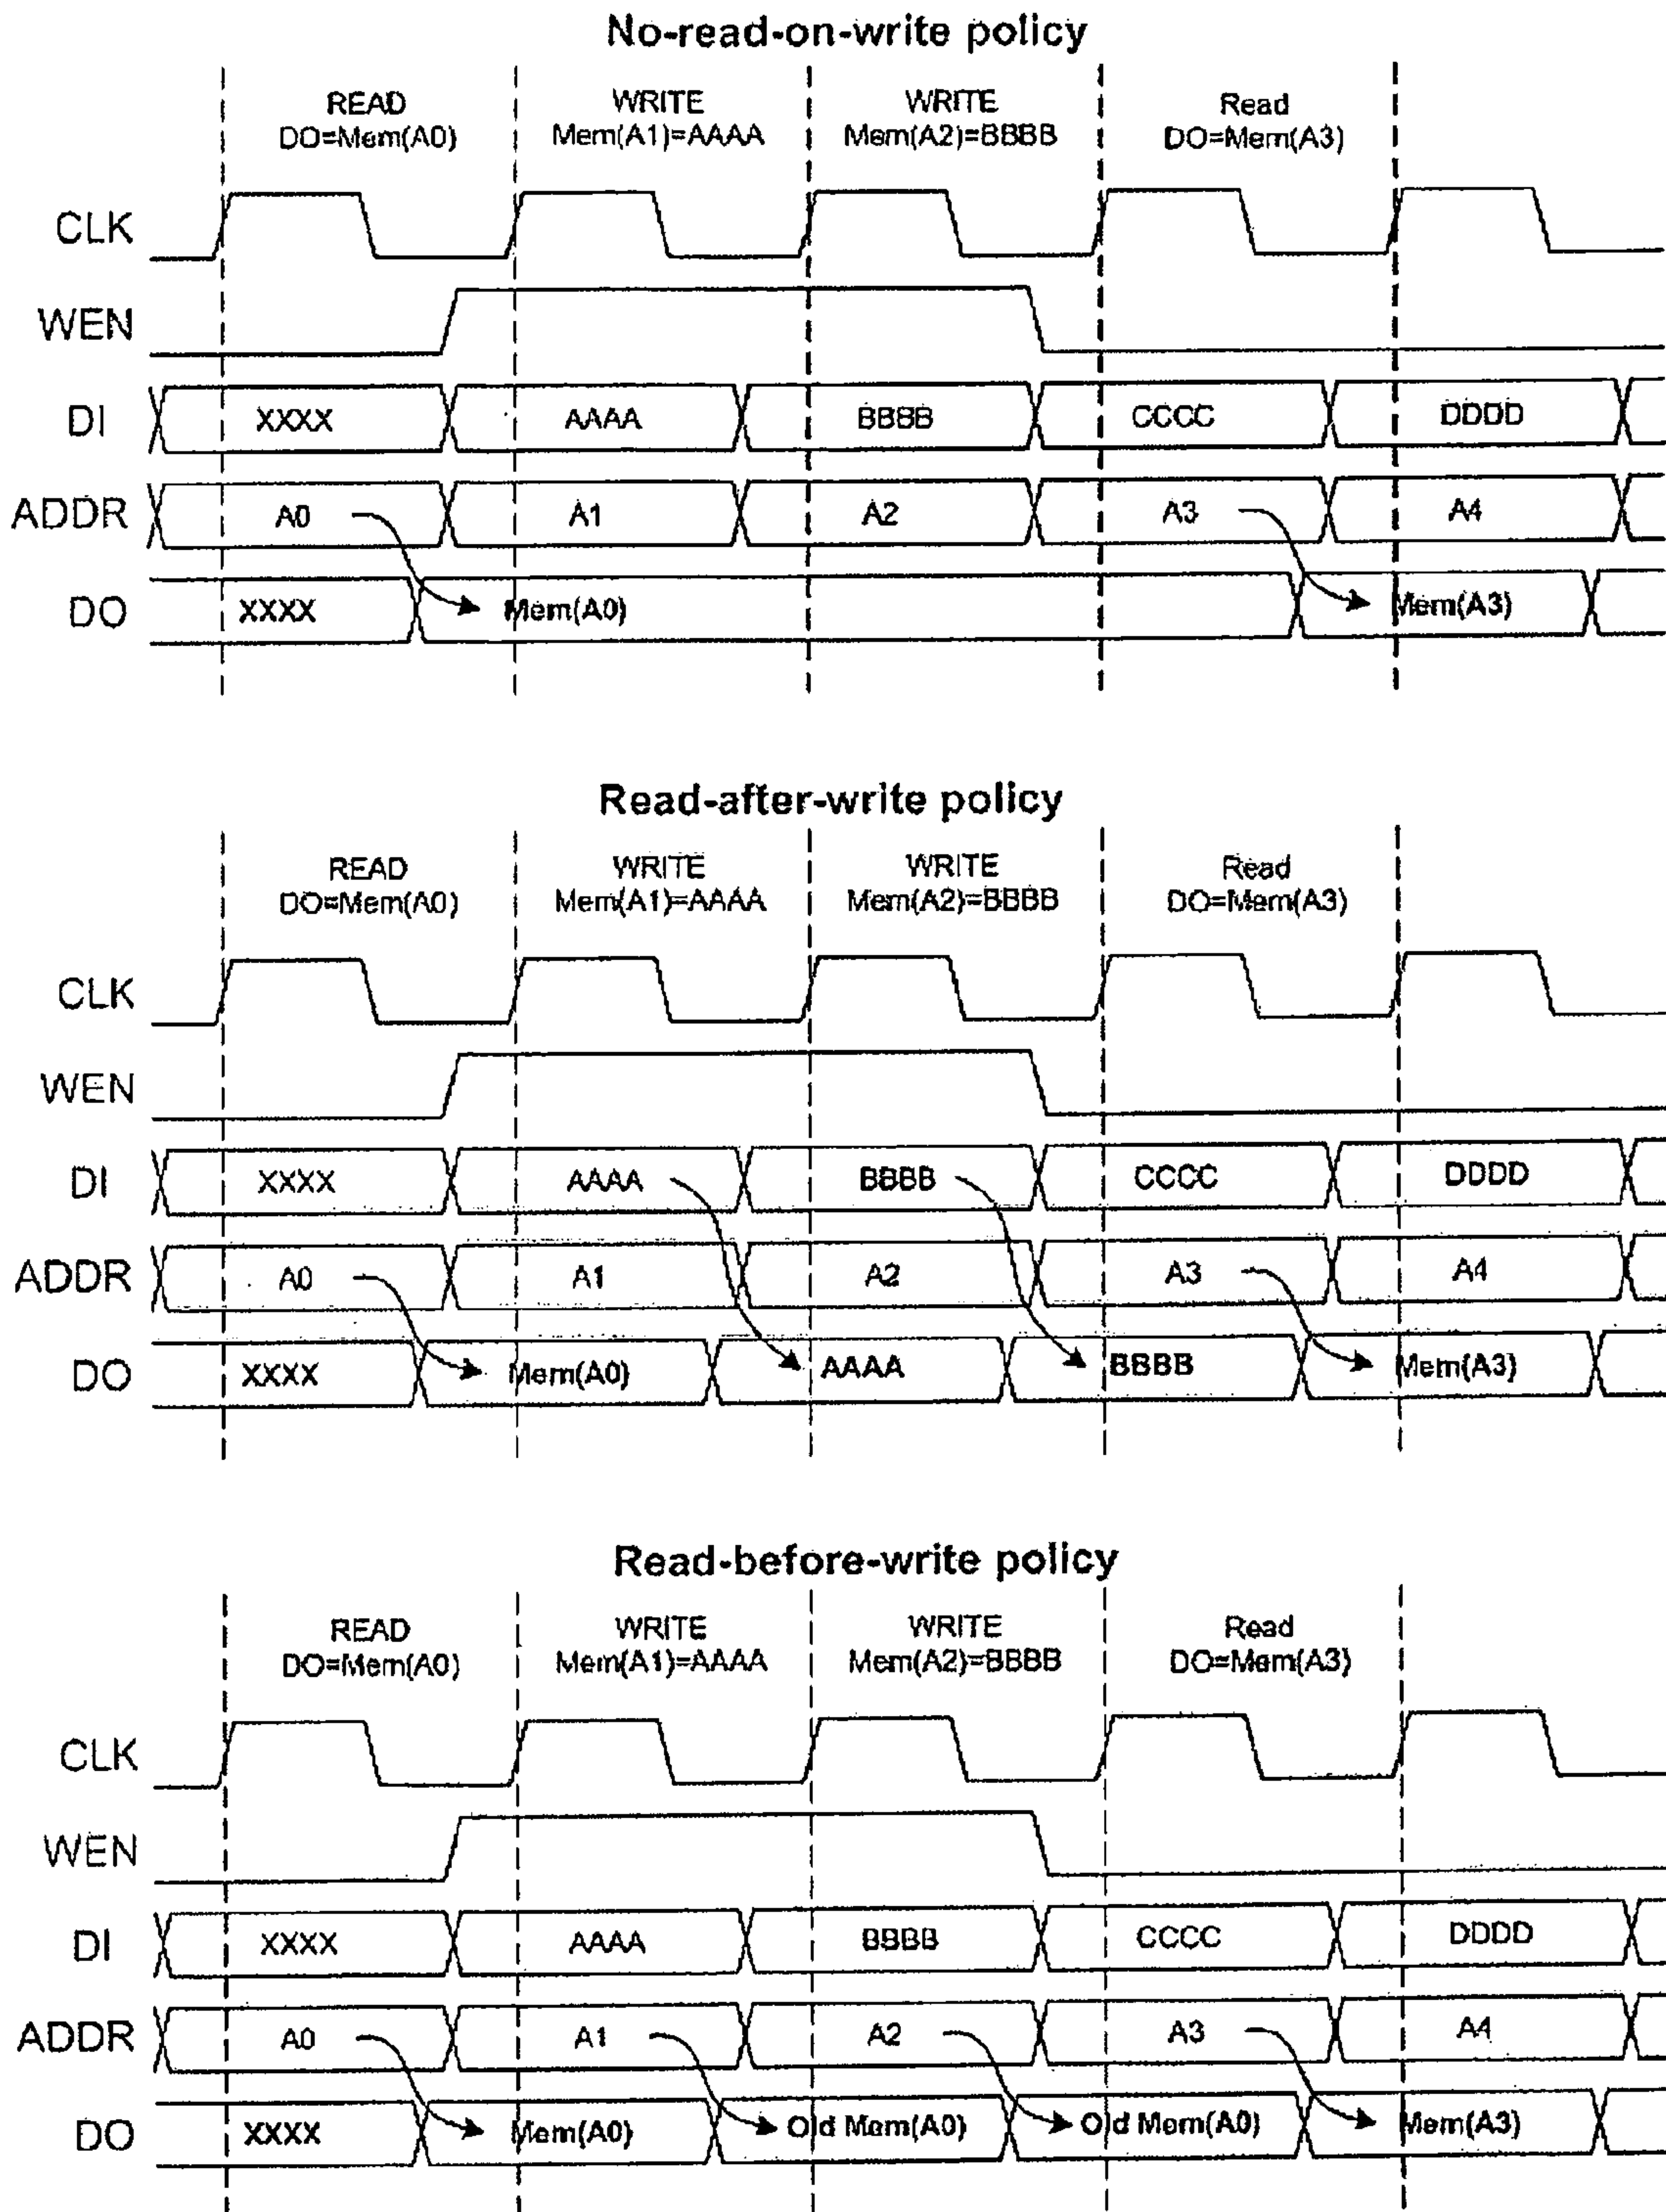 No-read-on-write policy
READ WRITE WRITE Read
DO=Mem(A0) Mem(A1)=AAAA Mem(A2)=BBBB DO=Mem(A3)
CLK
WEN
DI XXXX AAAA BBBB CCCC DDDD
ADDR A0 A1 A2 A3 A4
DO XXXX Mem(A0) Mem(A3)
Read-after-write policy
READ WRITE WRITE Read
DO=Mem(A0) Mem(A1)=AAAA Mem(A2)=BBBB DO=Mem(A3)
CLK
WEN
DI XXXX AAAA BBBB CCCC DDDD
ADDR A0 A1 A2 A3 A4
DO XXXX Mem(A0) AAAA BBBB Mem(A3)
Read-before-write policy
READ WRITE WRITE Read
DO=Mem(A0) Mem(A1)=AAAA Mem(A2)=BBBB DO=Mem(A3)
CLK
WEN
DI XXXX AAAA BBBB CCCC DDDD
ADDR A0 A1 A2 A3 A4
DO XXXX Mem(A0) Old Mem(A0) Old Mem(A0) Mem(A3)